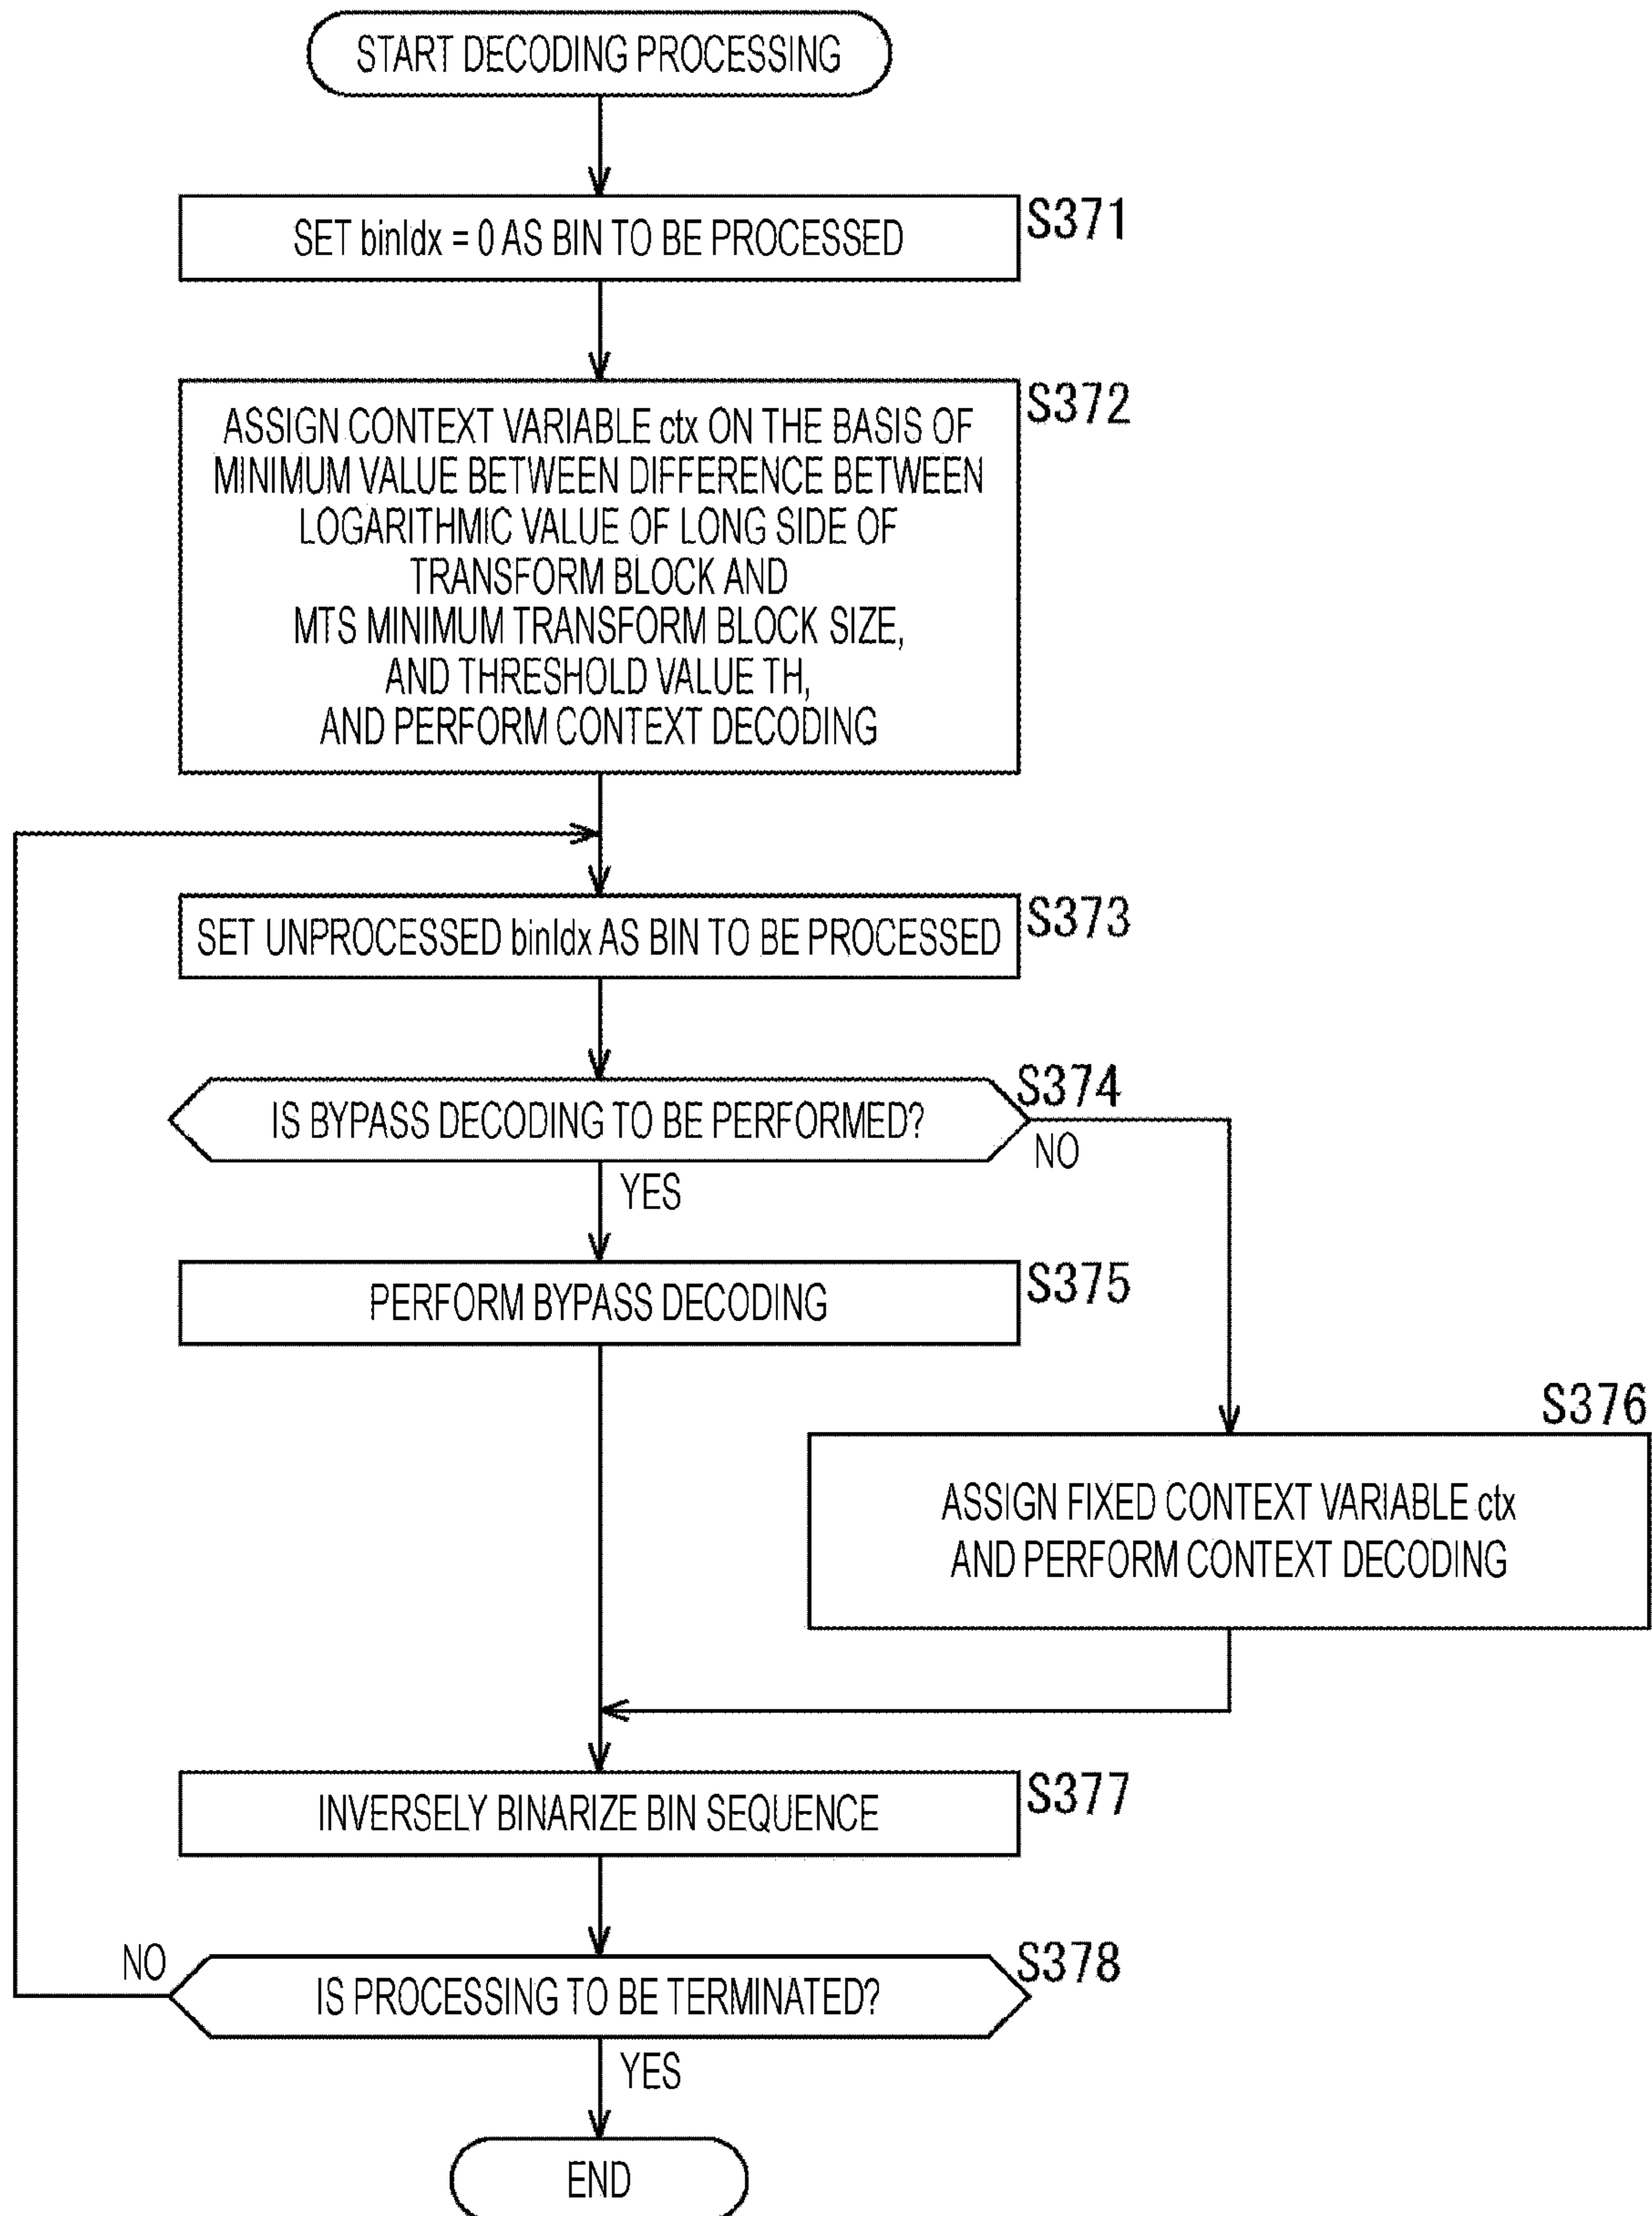 START DECODING PROCESSING
S371
SET binIdx = 0 AS BIN TO BE PROCESSED
S372
ASSIGN CONTEXT VARIABLE ctx ON THE BASIS OF
MINIMUM VALUE BETWEEN DIFFERENCE BETWEEN
LOGARITHMIC VALUE OF LONG SIDE OF
TRANSFORM BLOCK AND
MTS MINIMUM TRANSFORM BLOCK SIZE,
AND THRESHOLD VALUE TH,
AND PERFORM CONTEXT DECODING
S373
SET UNPROCESSED binIdx AS BIN TO BE PROCESSED
S374
IS BYPASS DECODING TO BE PERFORMED?
NO
YES
S375
PERFORM BYPASS DECODING
S376
ASSIGN FIXED CONTEXT VARIABLE ctx
AND PERFORM CONTEXT DECODING
S377
INVERSELY BINARIZE BIN SEQUENCE
NO
S378
IS PROCESSING TO BE TERMINATED?
YES
END